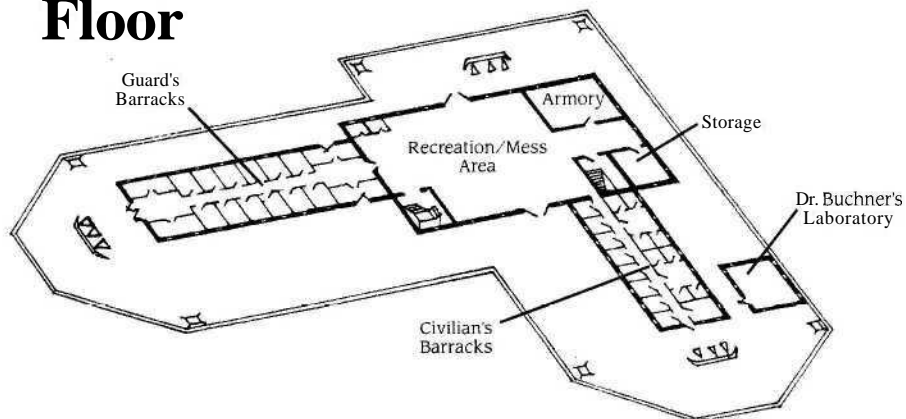 Floor
Guard's
Barracks
Armory
Storage
Recreation/Mess
Area
Dr. Buchner's
Laboratory
Civilian's
Barracks